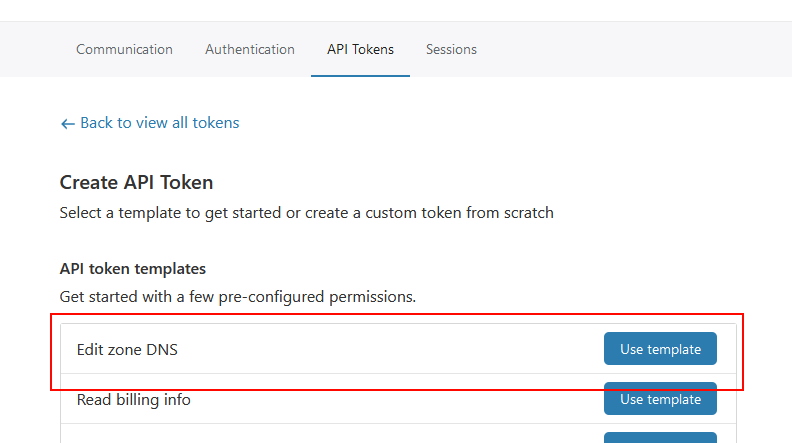 Communication Authentication API Tokens Sessions
← Back to view all tokens
Create API Token
Select a template to get started or create a custom token from scratch
API token templates
Get started with a few pre-configured permissions.
Edit zone DNS Use template
Read billing info Use template